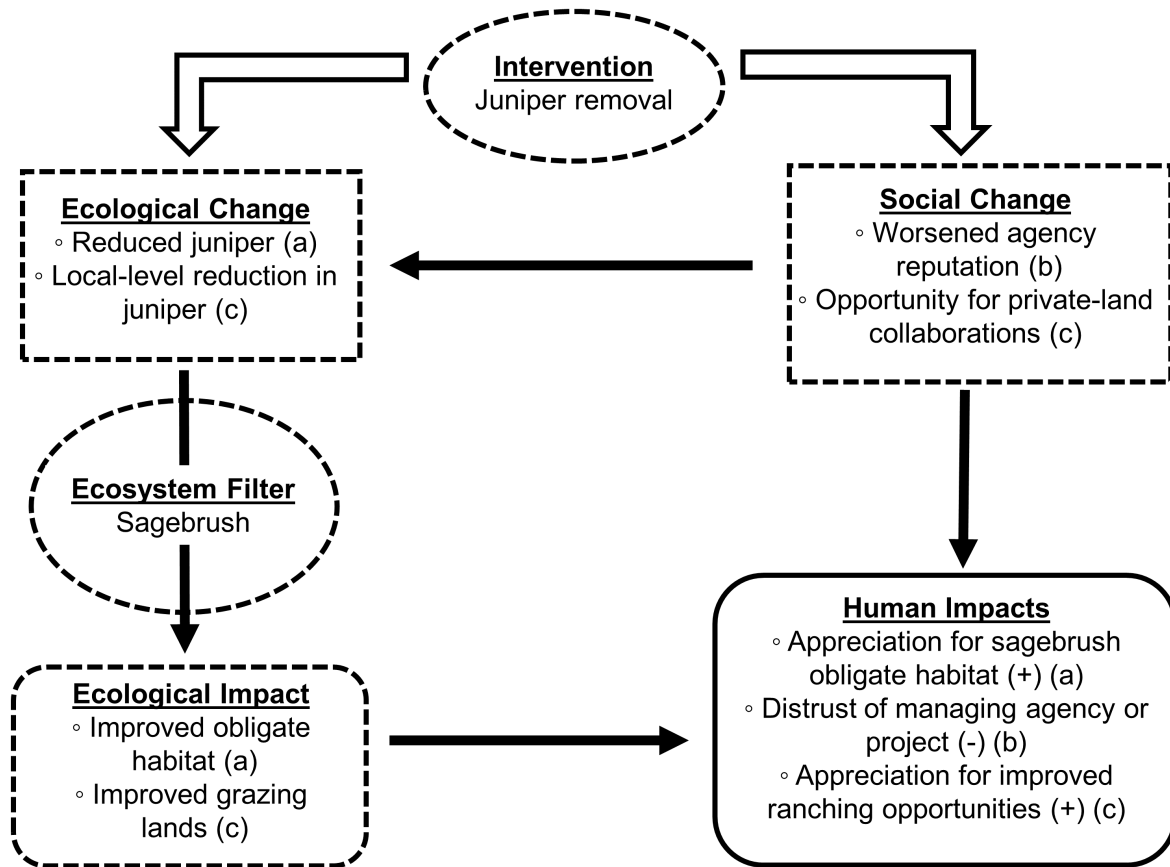 Intervention
Juniper removal
Ecological Change
◦ Reduced juniper (a)
◦ Local-level reduction in
juniper (c)
Social Change
◦ Worsened agency
reputation (b)
◦ Opportunity for private-land
collaborations (c)
Ecosystem Filter
Sagebrush
Ecological Impact
◦ Improved obligate
habitat (a)
◦ Improved grazing
lands (c)
Human Impacts
◦ Appreciation for sagebrush
obligate habitat (+) (a)
◦ Distrust of managing agency or
project (-) (b)
◦ Appreciation for improved
ranching opportunities (+) (c)